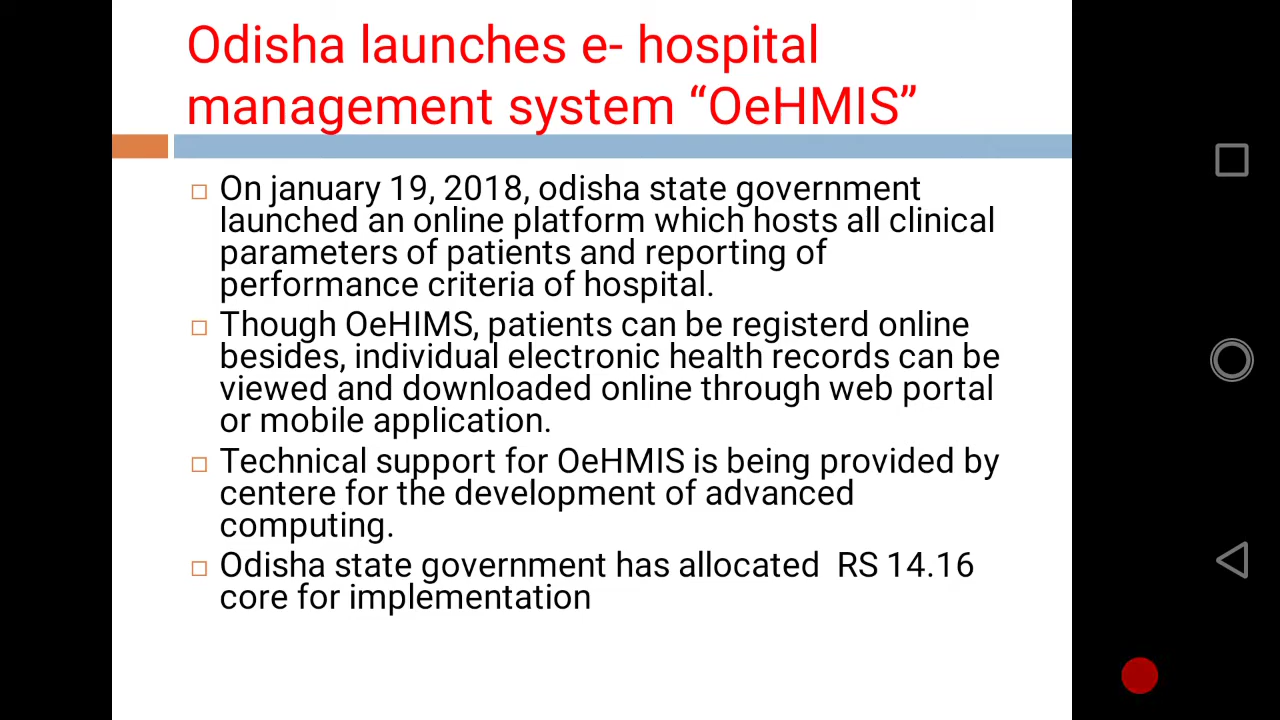 Odisha launches e- hospital
management system “OeHMIS”
On january 19, 2018, odisha state government
launched an online platform which hosts all clinical
parameters of patients and reporting of
performance criteria of hospital.
Though OeHIMS, patients can be registerd online
besides, individual electronic health records can be
viewed and downloaded online through web portal
or mobile application.
Technical support for OeHMIS is being provided by
centere for the development of advanced
computing.
Odisha state government has allocated  RS 14.16
core for implementation